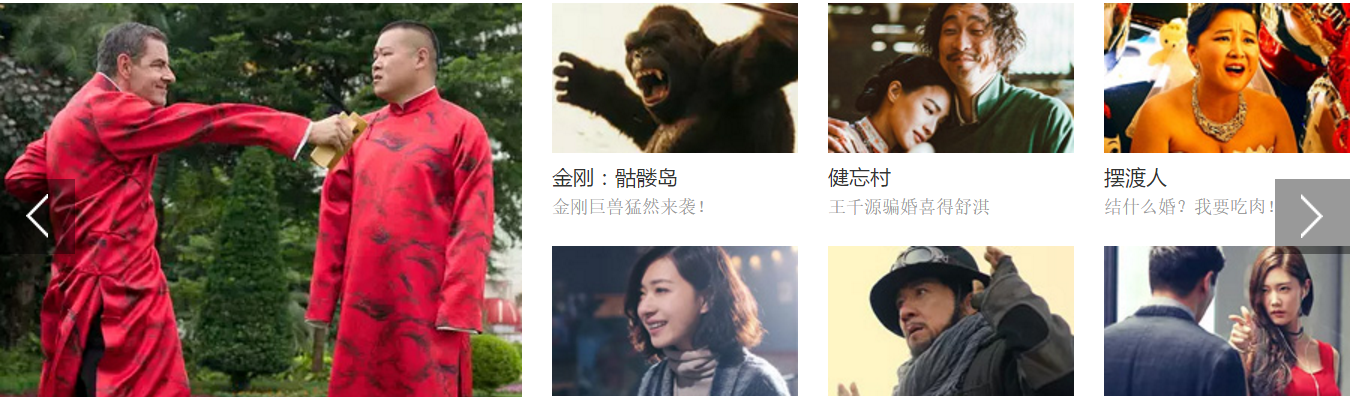 金刚：骷髅岛
金刚巨兽猛然来袭！
健忘村
王千源骗婚喜得舒淇
摆渡人
结什么婚？我要吃肉！